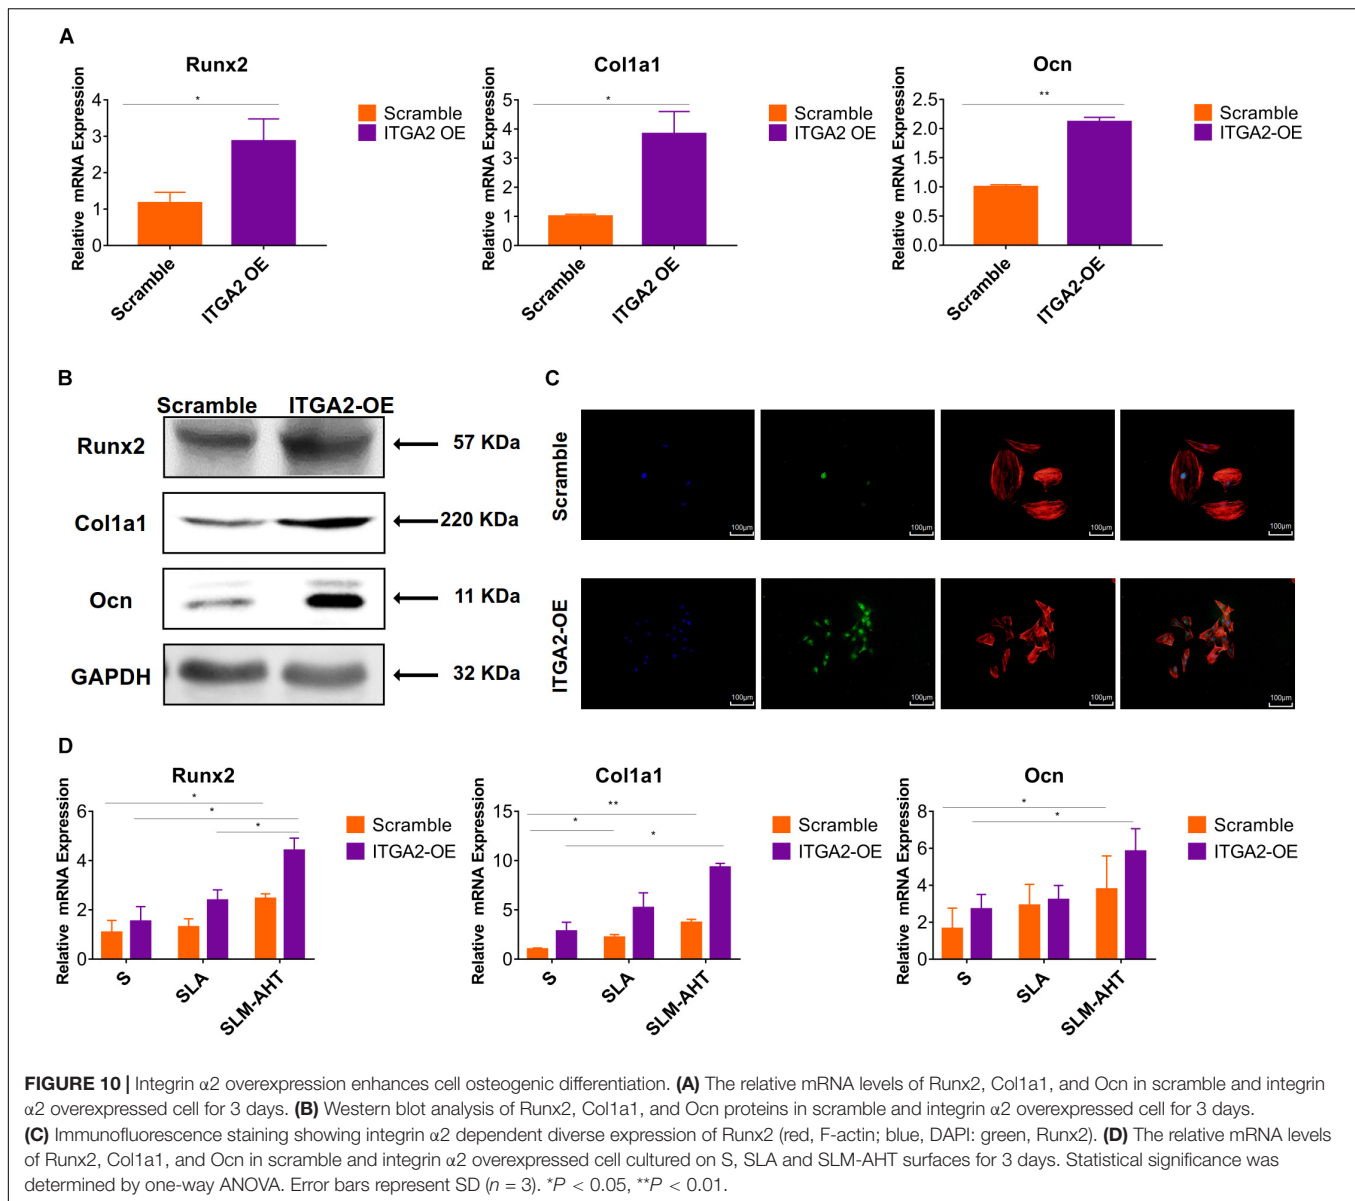 A
Runx2
Relative mRNA Expression
4
3
2
1
0
*
Scramble
ITGA2 OE
Scramble
ITGA2 OE
Col1a1
Relative mRNA Expression
5
4
3
2
1
0
*
Scramble
ITGA2 OE
Scramble
ITGA2 OE
Ocn
Relative mRNA Expression
2.5
2.0
1.5
1.0
0.5
0.0
**
Scramble
ITGA2-OE
Scramble
ITGA2-OE
B
Scramble ITGA2-OE
Runx2 57 KDa
Col1a1 220 KDa
Ocn 11 KDa
GAPDH 32 KDa
C
Scramble
100µm
100µm
100µm
100µm
ITGA2-OE
100µm
100µm
100µm
100µm
D
Runx2
Relative mRNA Expression
6
4
2
0
*
*
*
S
SLA
SLM-AHT
Scramble
ITGA2-OE
Col1a1
Relative mRNA Expression
15
10
5
0
**
*
*
S
SLA
SLM-AHT
Scramble
ITGA2-OE
Ocn
Relative mRNA Expression
8
6
4
2
0
*
*
S
SLA
SLM-AHT
Scramble
ITGA2-OE
FIGURE 10 | Integrin α2 overexpression enhances cell osteogenic differentiation. (A) The relative mRNA levels of Runx2, Col1a1, and Ocn in scramble and integrin
α2 overexpressed cell for 3 days. (B) Western blot analysis of Runx2, Col1a1, and Ocn proteins in scramble and integrin α2 overexpressed cell for 3 days.
(C) Immunofluorescence staining showing integrin α2 dependent diverse expression of Runx2 (red, F-actin; blue, DAPI: green, Runx2). (D) The relative mRNA levels
of Runx2, Col1a1, and Ocn in scramble and integrin α2 overexpressed cell cultured on S, SLA and SLM-AHT surfaces for 3 days. Statistical significance was
determined by one-way ANOVA. Error bars represent SD (n = 3). *P < 0.05, **P < 0.01.